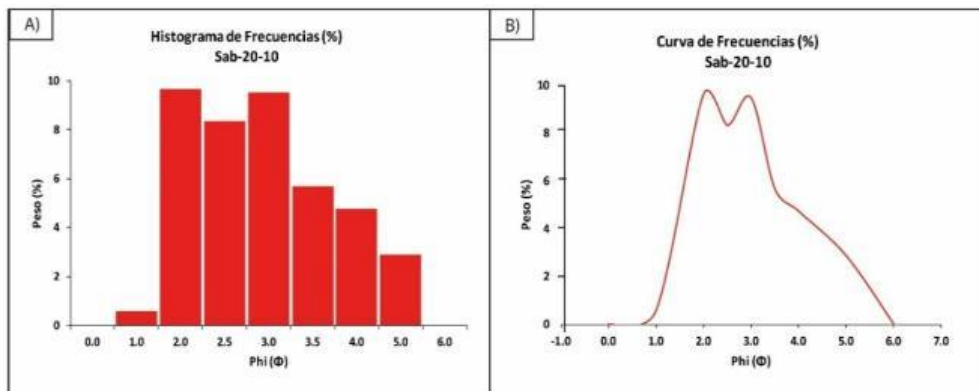 A)
Histograma de Frecuencias (%)
Sab-20-10
Peso (%)
10
8
6
4
2
0
0.0 1.0 2.0 2.5 3.0 3.5 4.0 5.0 6.0
Phi (Φ)
B)
Curva de Frecuencias (%)
Sab-20-10
Peso (%)
10
8
6
4
2
0
-1.0 0.0 1.0 2.0 3.0 4.0 5.0 6.0 7.0
Phi (Φ)